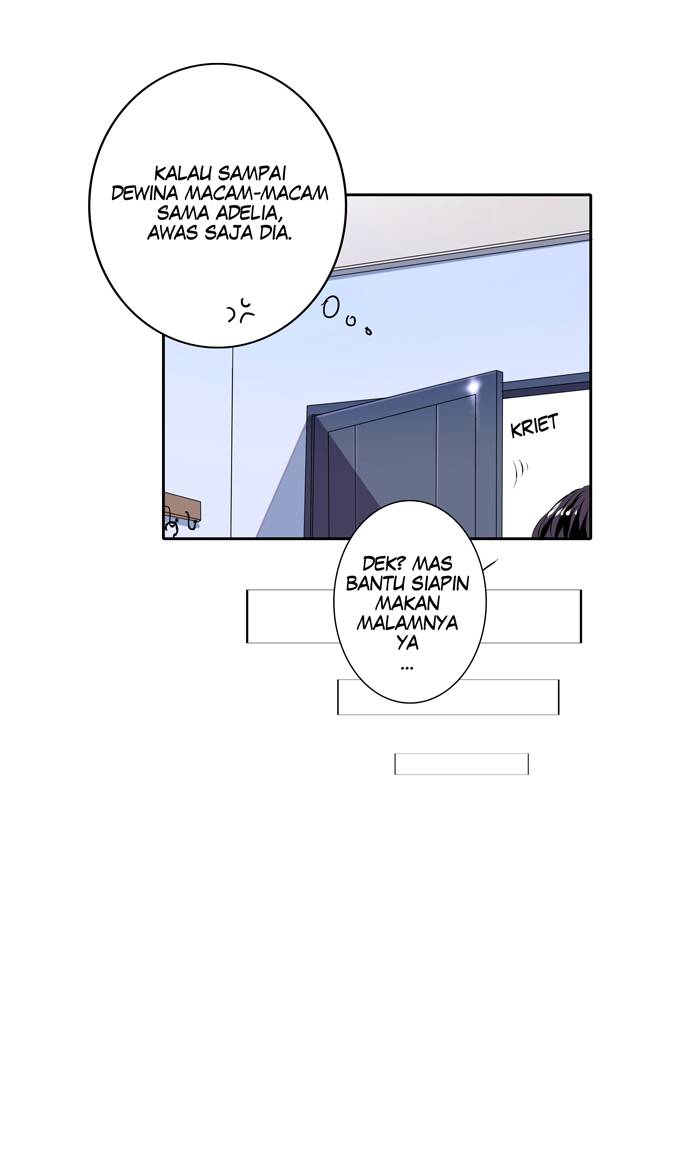 KALAU SAMPAI
DEWINA MACAM-MACAM
SAMA ADELIA,
AWAS SAJA DIA.
KRIET
DEK? MAS
BANTU SIAPIN
MAKAN
MALAMNYA
YA
...